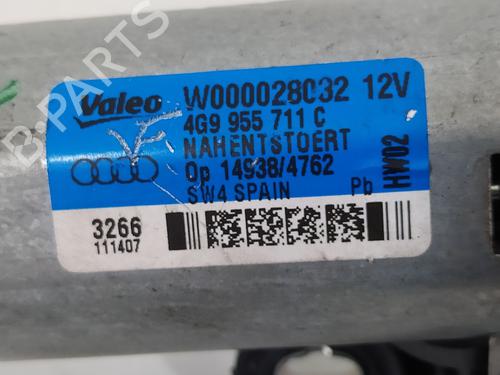 B-PARTS
Valeo W000028032 12V
4G9 955 711 C
NAHENTSTOERT
Op 14938/4762
SW4 SPAIN Pb
HW02
3266
111407